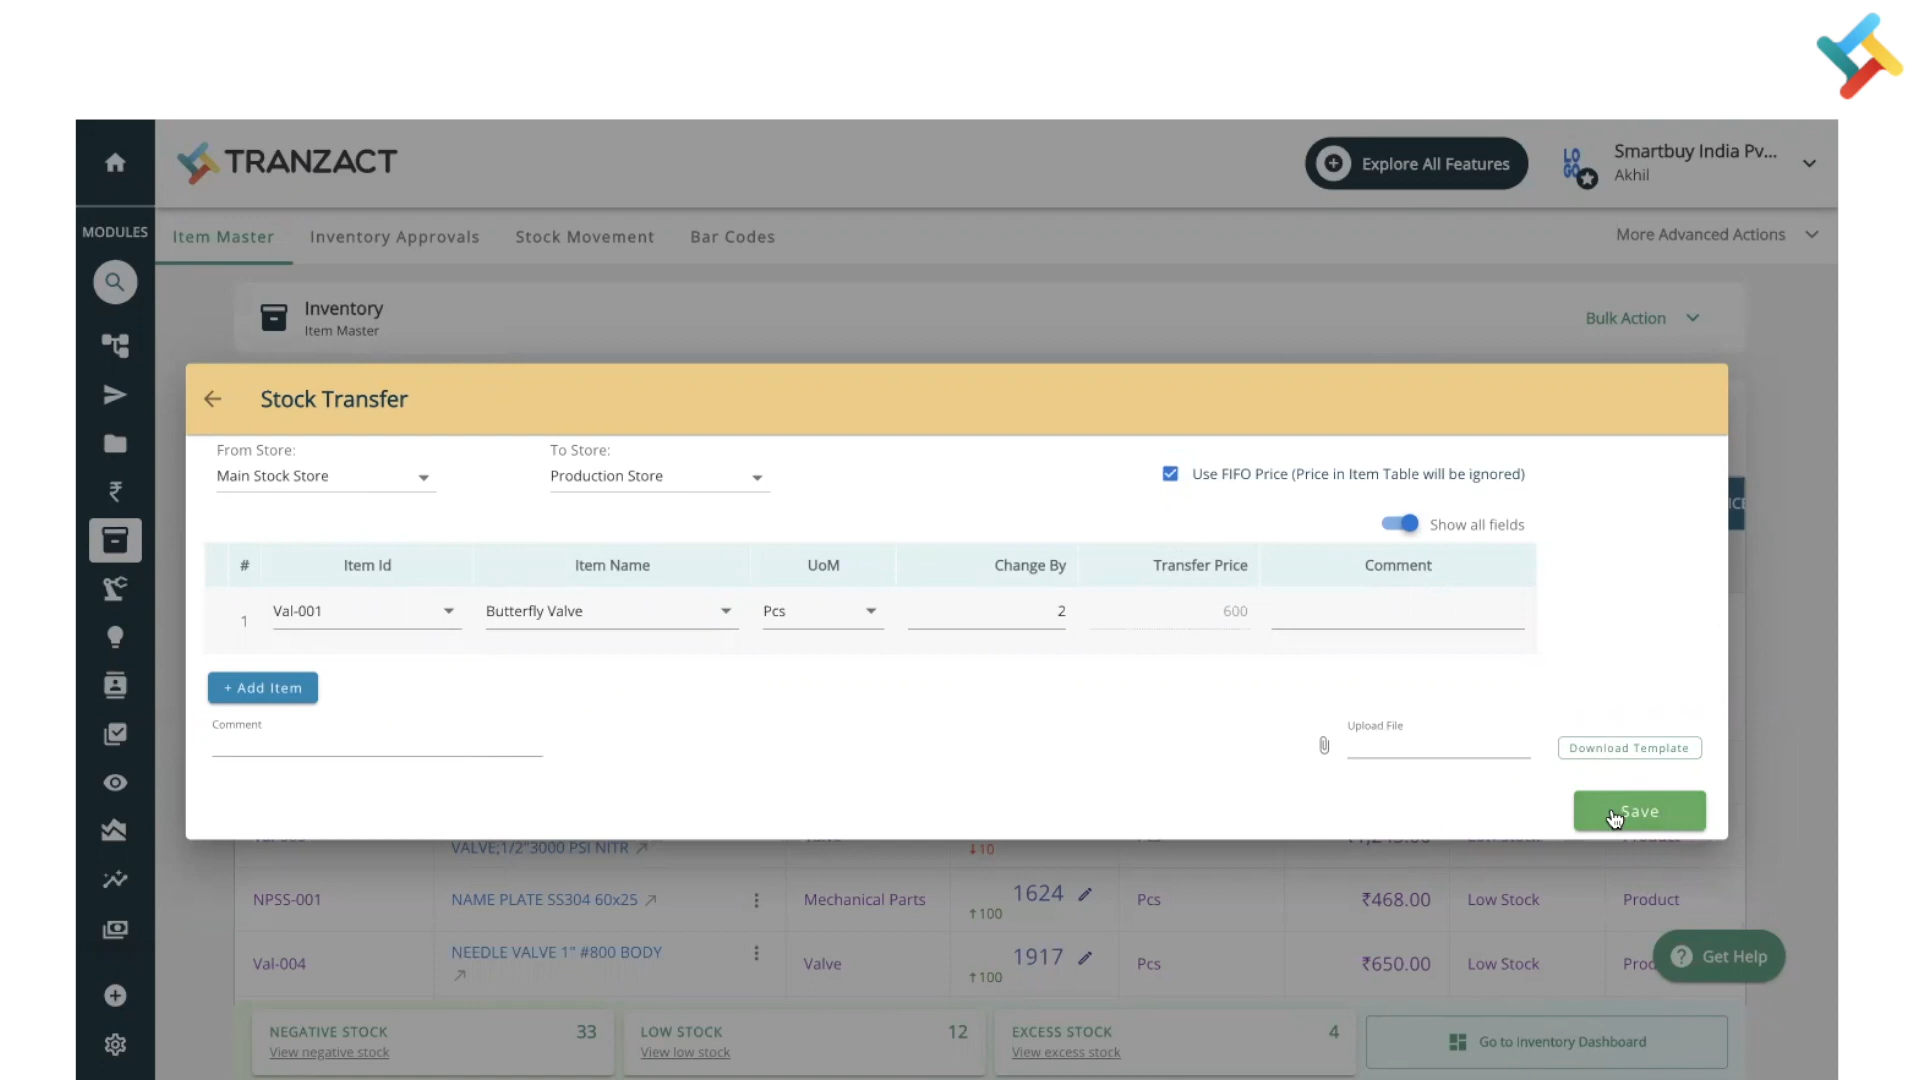 TRANZACT
Explore All Features
LO
GO
Smartbuy India Pv...
Akhil
MODULES
Item Master
Inventory Approvals
Stock Movement
Bar Codes
More Advanced Actions
Inventory
Item Master
Bulk Action
Stock Transfer
From Store:
To Store:
Main Stock Store
Production Store
Use FIFO Price (Price in Item Table will be ignored)
Show all fields
# Item Id Item Name UoM Change By Transfer Price Comment
1 Val-001 Butterfly Valve Pcs 2 600
+ Add Item
Comment
Upload File
Download Template
Save
VALVE;1/2"3000 PSI NITR
↓10
NPSS-001 NAME PLATE SS304 60x25 Mechanical Parts 1624 ↑100 Pcs ₹468.00 Low Stock Product
Val-004 NEEDLE VALVE 1" #800 BODY Valve 1917 ↑100 Pcs ₹650.00 Low Stock
Get Help
NEGATIVE STOCK 33
View negative stock
LOW STOCK 12
View low stock
EXCESS STOCK 4
View excess stock
Go to Inventory Dashboard